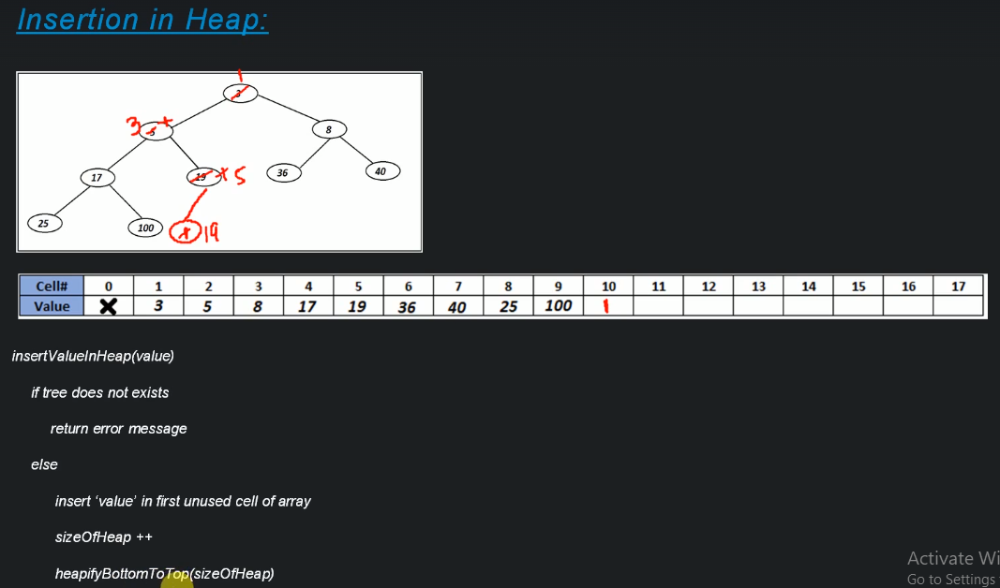 Insertion in Heap:
1
3
8
17
5
36
40
25
100
19
Cell# 0 1 2 3 4 5 6 7 8 9 10 11 12 13 14 15 16 17
Value X 3 5 8 17 19 36 40 25 100 1
insertValueInHeap(value)
if tree does not exists
return error message
else
insert ‘value’ in first unused cell of array
sizeOfHeap ++
heapifyBottomToTop(sizeOfHeap)
Activate Wi
Go to Settings